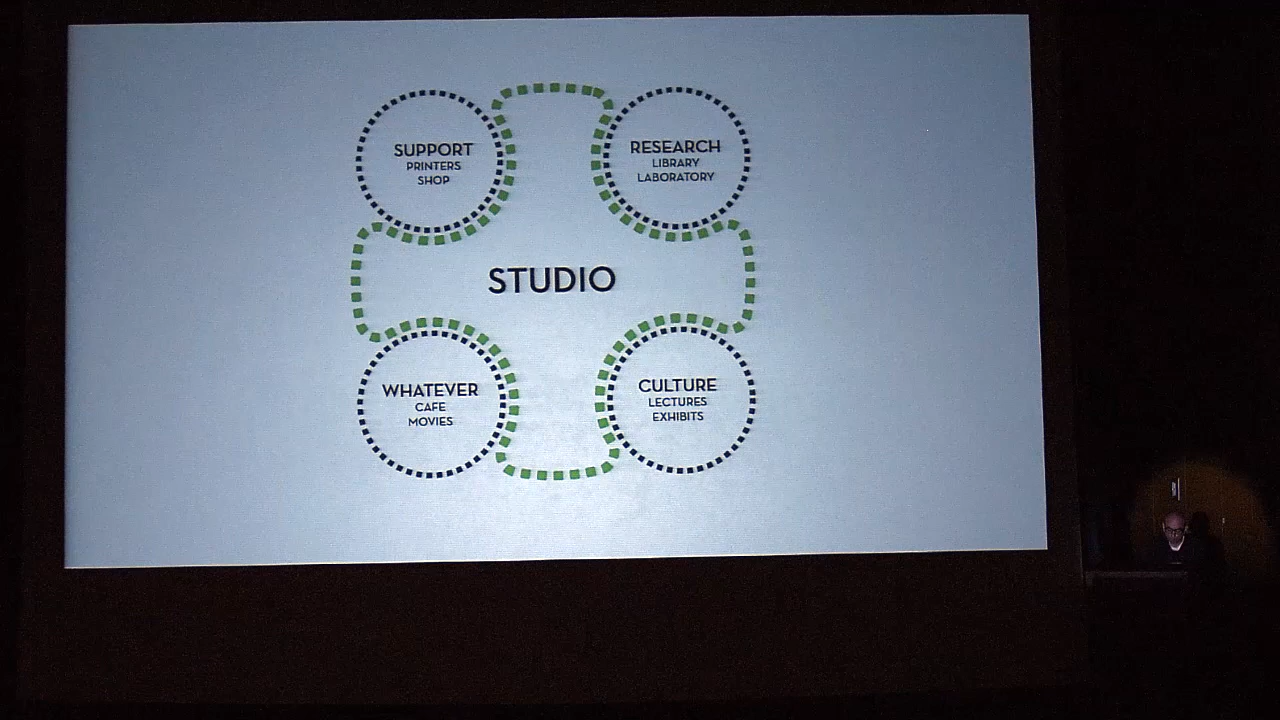 SUPPORT
PRINTERS
SHOP
RESEARCH
LIBRARY
LABORATORY
STUDIO
WHATEVER
CAFE
MOVIES
CULTURE
LECTURES
EXHIBITS